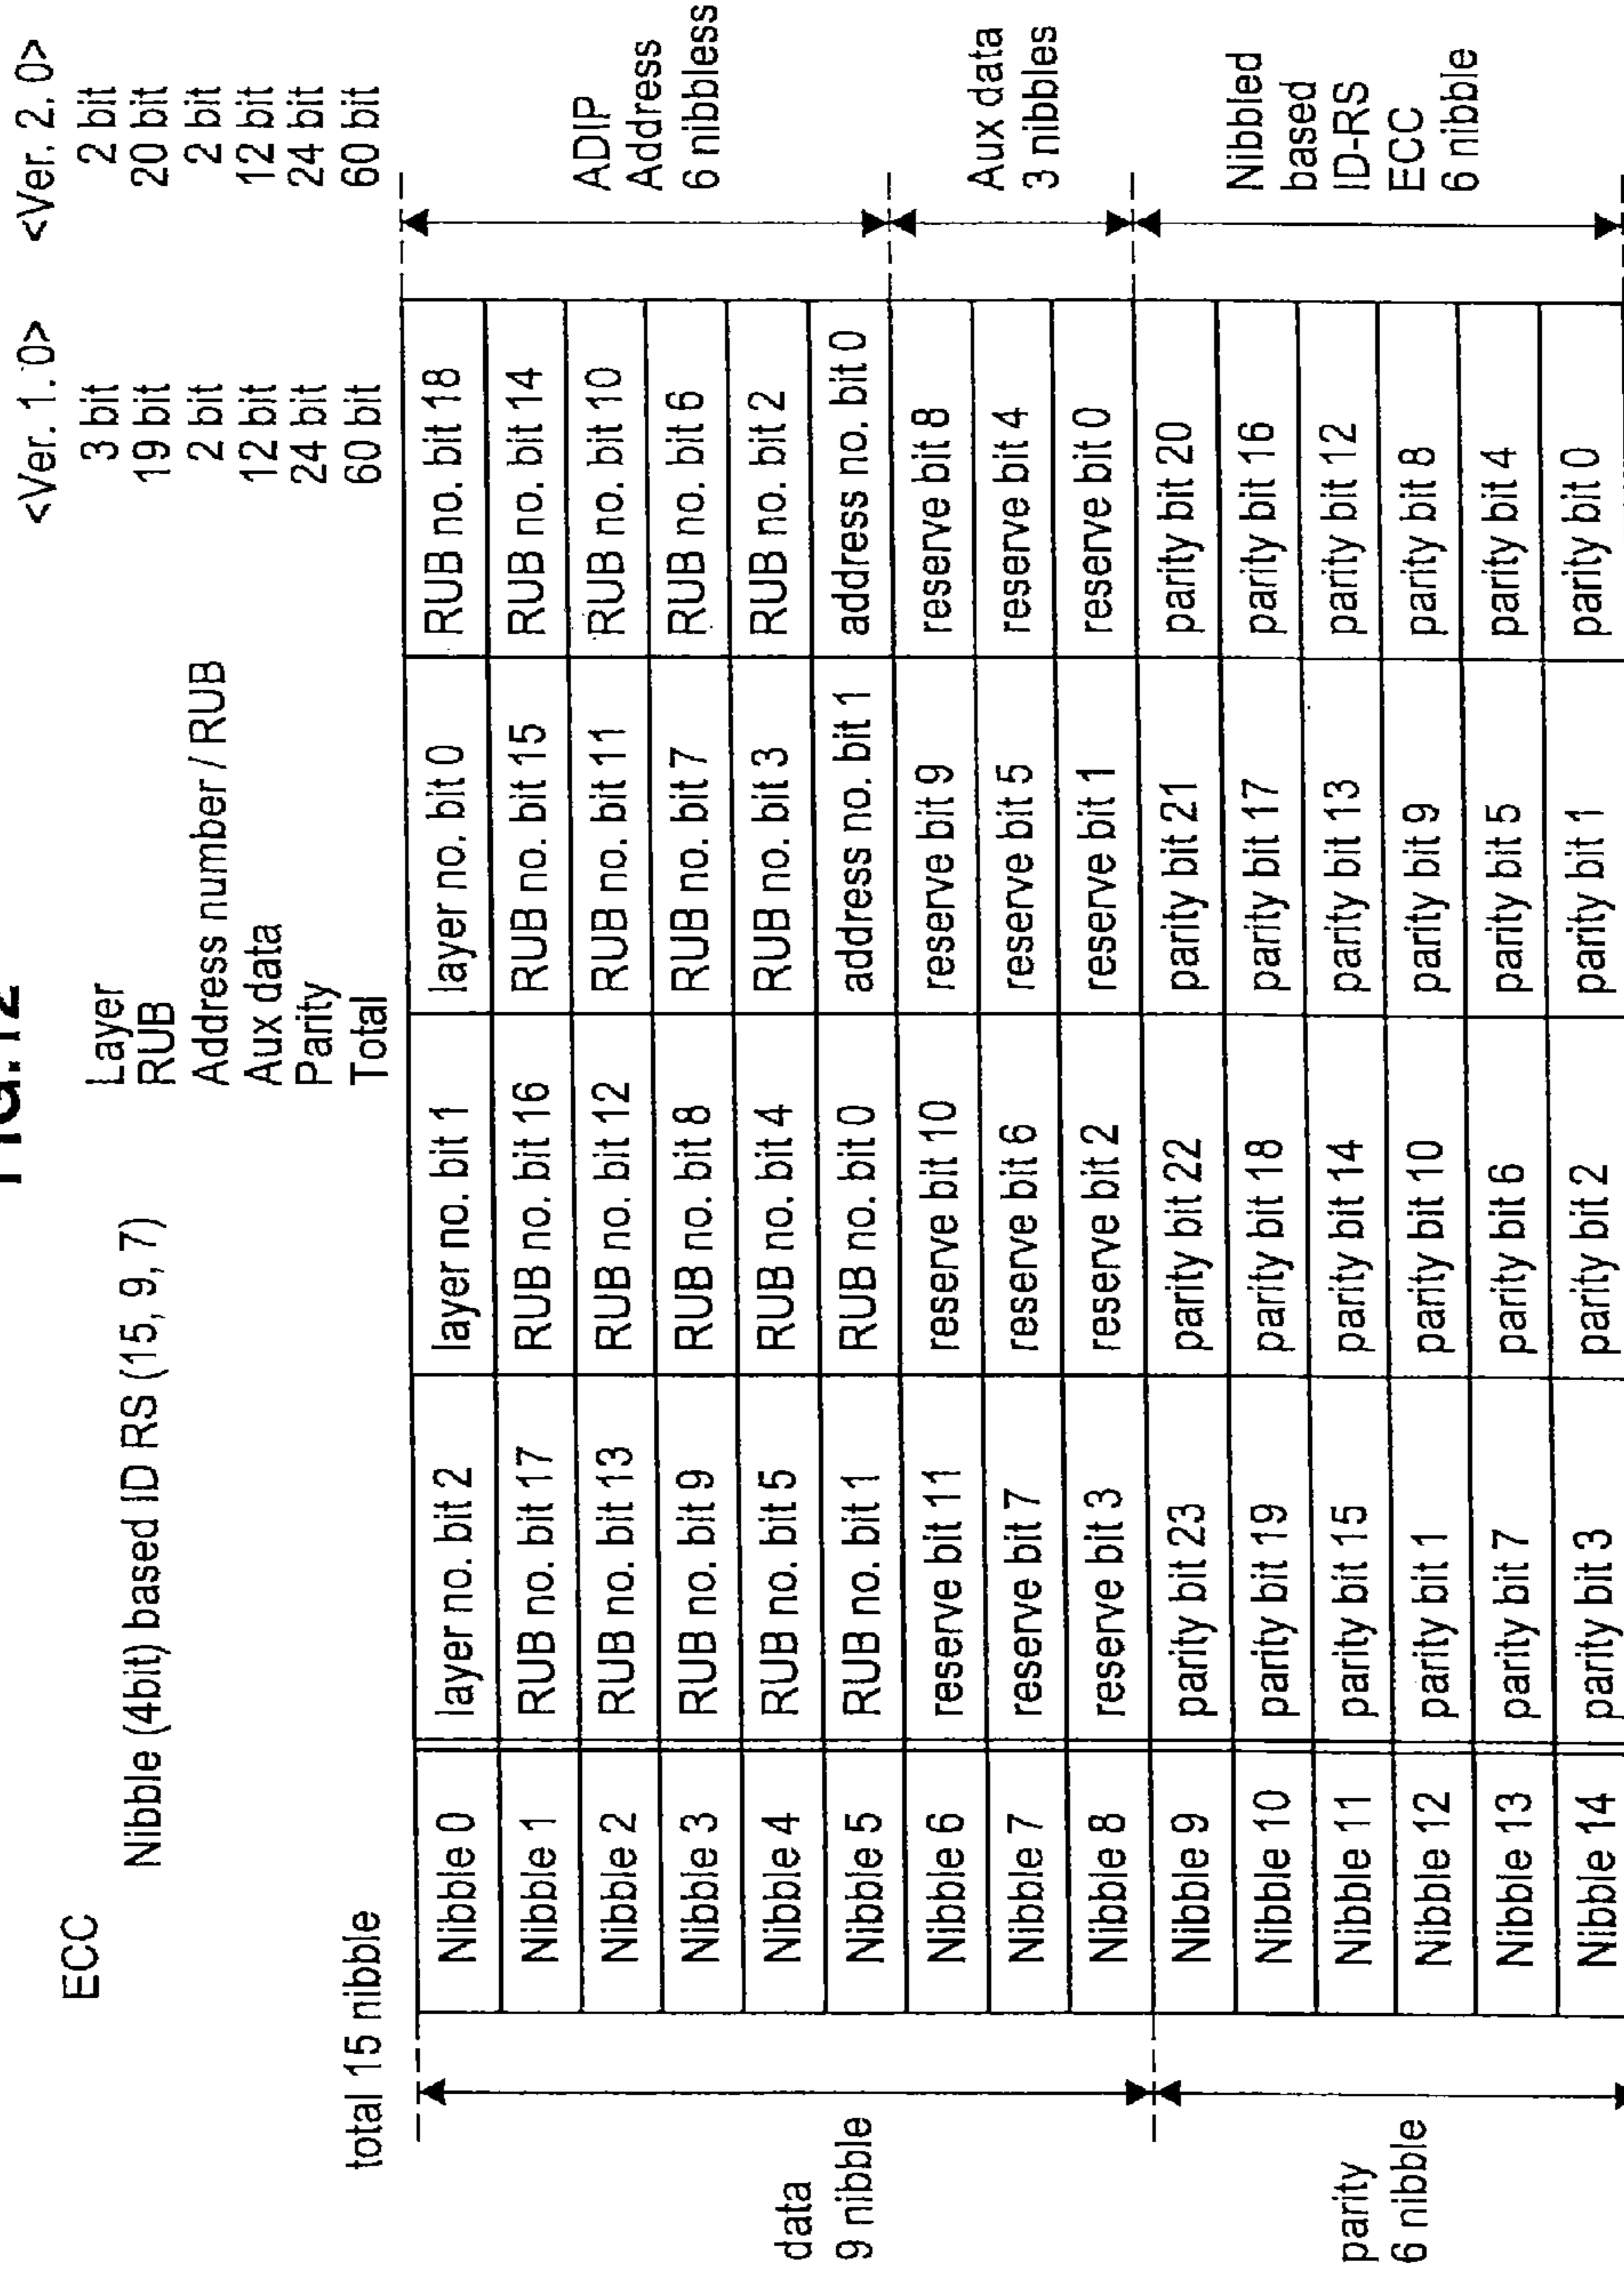 FIG.12
ECC
Nibble (4bit) based ID RS (15, 9, 7)
<Ver. 1. 0> <Ver. 2. 0>
Layer 3 bit 2 bit
RUB 19 bit 20 bit
Address number / RUB 2 bit 2 bit
Aux data 12 bit 12 bit
Parity 24 bit 24 bit
Total 60 bit 60 bit
total 15 nibble
Nibble 0 layer no. bit 2 layer no. bit 1 layer no. bit 0 RUB no. bit 18
Nibble 1 RUB no. bit 17 RUB no. bit 16 RUB no. bit 15 RUB no. bit 14
Nibble 2 RUB no. bit 13 RUB no. bit 12 RUB no. bit 11 RUB no. bit 10
Nibble 3 RUB no. bit 9 RUB no. bit 8 RUB no. bit 7 RUB no. bit 6
Nibble 4 RUB no. bit 5 RUB no. bit 4 RUB no. bit 3 RUB no. bit 2
Nibble 5 RUB no. bit 1 RUB no. bit 0 address no. bit 1 address no. bit 0
Nibble 6 reserve bit 11 reserve bit 10 reserve bit 9 reserve bit 8
Nibble 7 reserve bit 7 reserve bit 6 reserve bit 5 reserve bit 4
Nibble 8 reserve bit 3 reserve bit 2 reserve bit 1 reserve bit 0
Nibble 9 parity bit 23 parity bit 22 parity bit 21 parity bit 20
Nibble 10 parity bit 19 parity bit 18 parity bit 17 parity bit 16
Nibble 11 parity bit 15 parity bit 14 parity bit 13 parity bit 12
Nibble 12 parity bit 1 parity bit 10 parity bit 9 parity bit 8
Nibble 13 parity bit 7 parity bit 6 parity bit 5 parity bit 4
Nibble 14 parity bit 3 parity bit 2 parity bit 1 parity bit 0
data
9 nibble
parity
6 nibble
ADIP
Address
6 nibbless
Aux data
3 nibbles
Nibbled
based
ID-RS
ECC
6 nibble